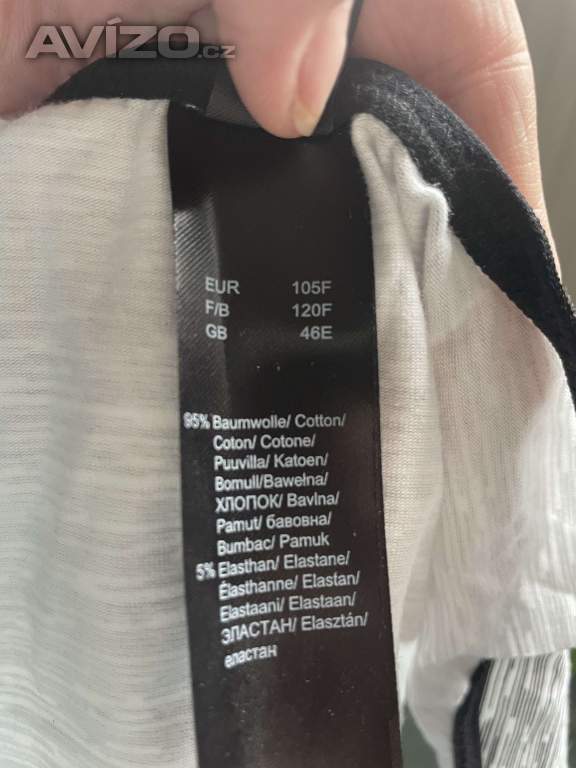 AVÍZO.cz
EUR 105F
F/B 120F
GB 46E
95% Baumwolle/ Cotton/
Coton/ Cotone/
Puuvilla/ Katoen/
Bomull/Bawełna/
ХЛОПОК/ Bavlna/
Pamut/ бавовна/
Bumbac/ Pamuk
5% Elasthan/ Elastane/
Élasthanne/ Elastan/
Elastaani/ Elastaan/
ЭЛАСТАН/ Elasztán/
еластан